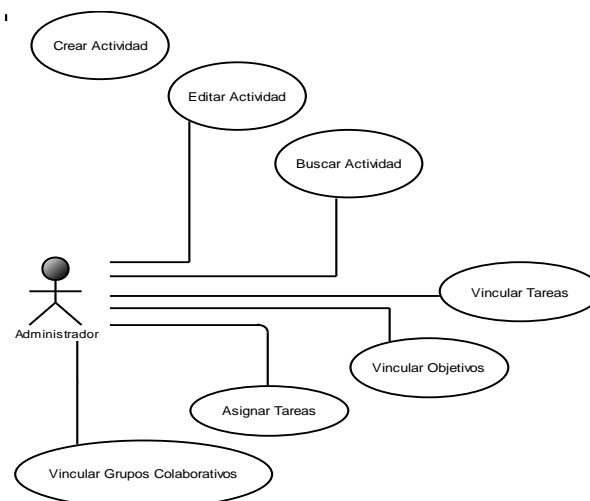 Crear Actividad
Editar Actividad
Buscar Actividad
Vincular Tareas
Administrador
Vincular Objetivos
Asignar Tareas
Vincular Grupos Colaborativos